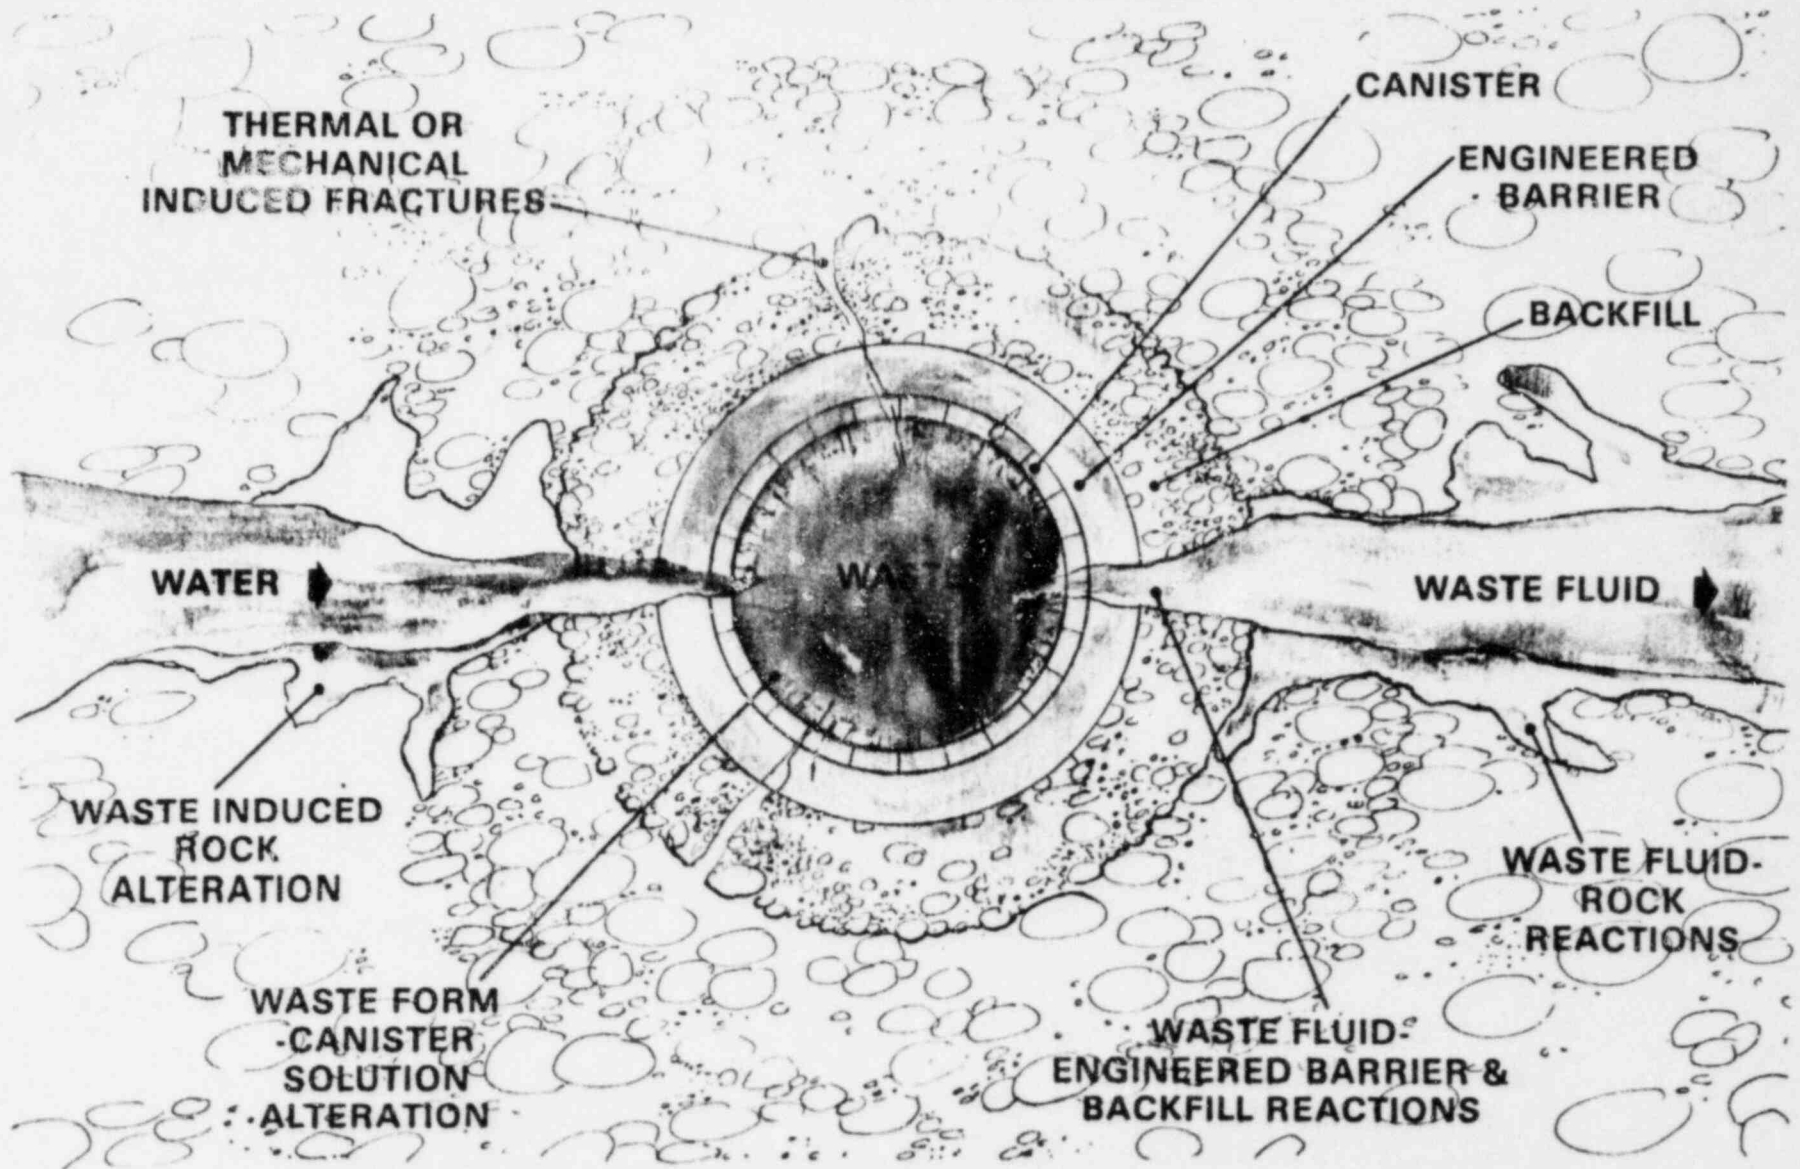 THERMAL OR
MECHANICAL
INDUCED FRACTURES
CANISTER
ENGINEERED
BARRIER
BACKFILL
WATER
WASTE
WASTE FLUID
WASTE INDUCED
ROCK
ALTERATION
WASTE FORM
-CANISTER
SOLUTION
ALTERATION
WASTE FLUID-
ENGINEERED BARRIER &
BACKFILL REACTIONS
WASTE FLUID-
ROCK
REACTIONS